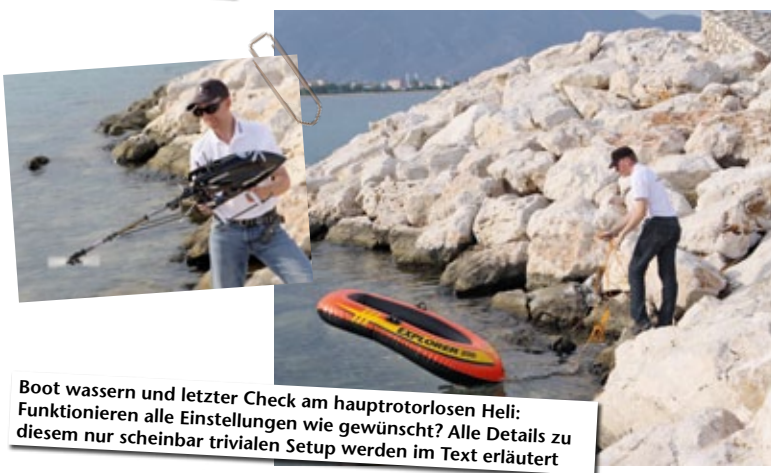 EXPLORER
Boot wassern und letzter Check am hauptrotorlosen Heli:
Funktionieren alle Einstellungen wie gewünscht? Alle Details zu
diesem nur scheinbar trivialen Setup werden im Text erläutert